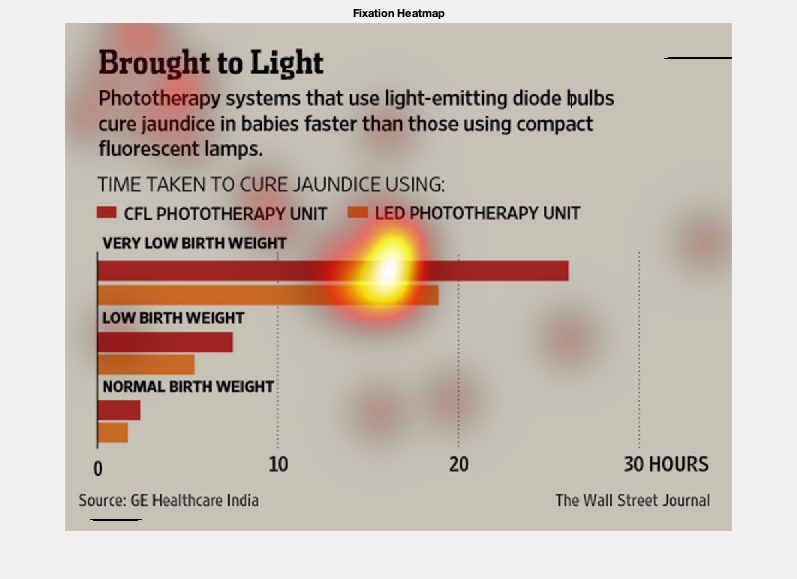 Fixation Heatmap
Brought to Light
Phototherapy systems that use light-emitting diode bulbs
cure jaundice in babies faster than those using compact
fluorescent lamps.
TIME TAKEN TO CURE JAUNDICE USING:
CFL PHOTOTHERAPY UNIT LED PHOTOTHERAPY UNIT
VERY LOW BIRTH WEIGHT
LOW BIRTH WEIGHT
NORMAL BIRTH WEIGHT
0 10 20 30 HOURS
Source: GE Healthcare India The Wall Street Journal